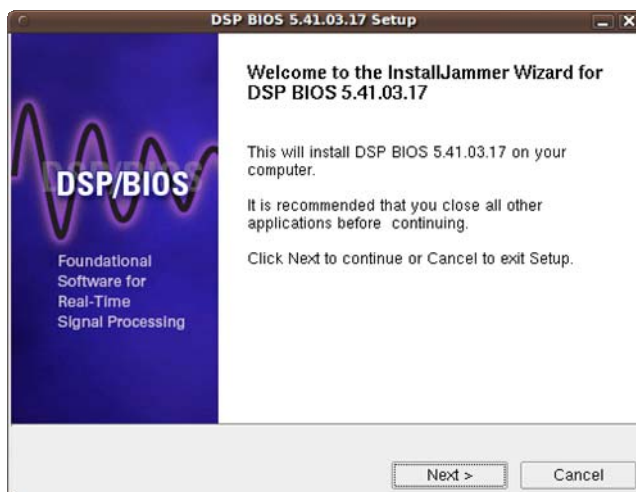 DSP BIOS 5.41.03.17 Setup
Welcome to the InstallJammer Wizard for
DSP BIOS 5.41.03.17
This will install DSP BIOS 5.41.03.17 on your
computer.
It is recommended that you close all other
applications before continuing.
Click Next to continue or Cancel to exit Setup.
DSP/BIOS
Foundational
Software for
Real-Time
Signal Processing
Next >
Cancel